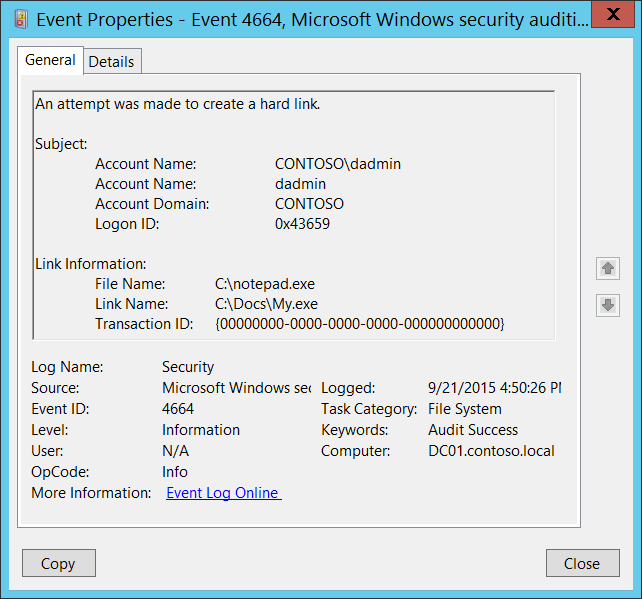 Event Properties - Event 4664, Microsoft Windows security auditi...
General Details
An attempt was made to create a hard link.
Subject:
Account Name: CONTOSO\dadmin
Account Name: dadmin
Account Domain: CONTOSO
Logon ID: 0x43659
Link Information:
File Name: C:\notepad.exe
Link Name: C:\Docs\My.exe
Transaction ID: {00000000-0000-0000-0000-000000000000}
Log Name: Security
Source: Microsoft Windows sec Logged: 9/21/2015 4:50:26 PM
Event ID: 4664 Task Category: File System
Level: Information Keywords: Audit Success
User: N/A Computer: DC01.contoso.local
OpCode: Info
More Information: Event Log Online
Copy Close